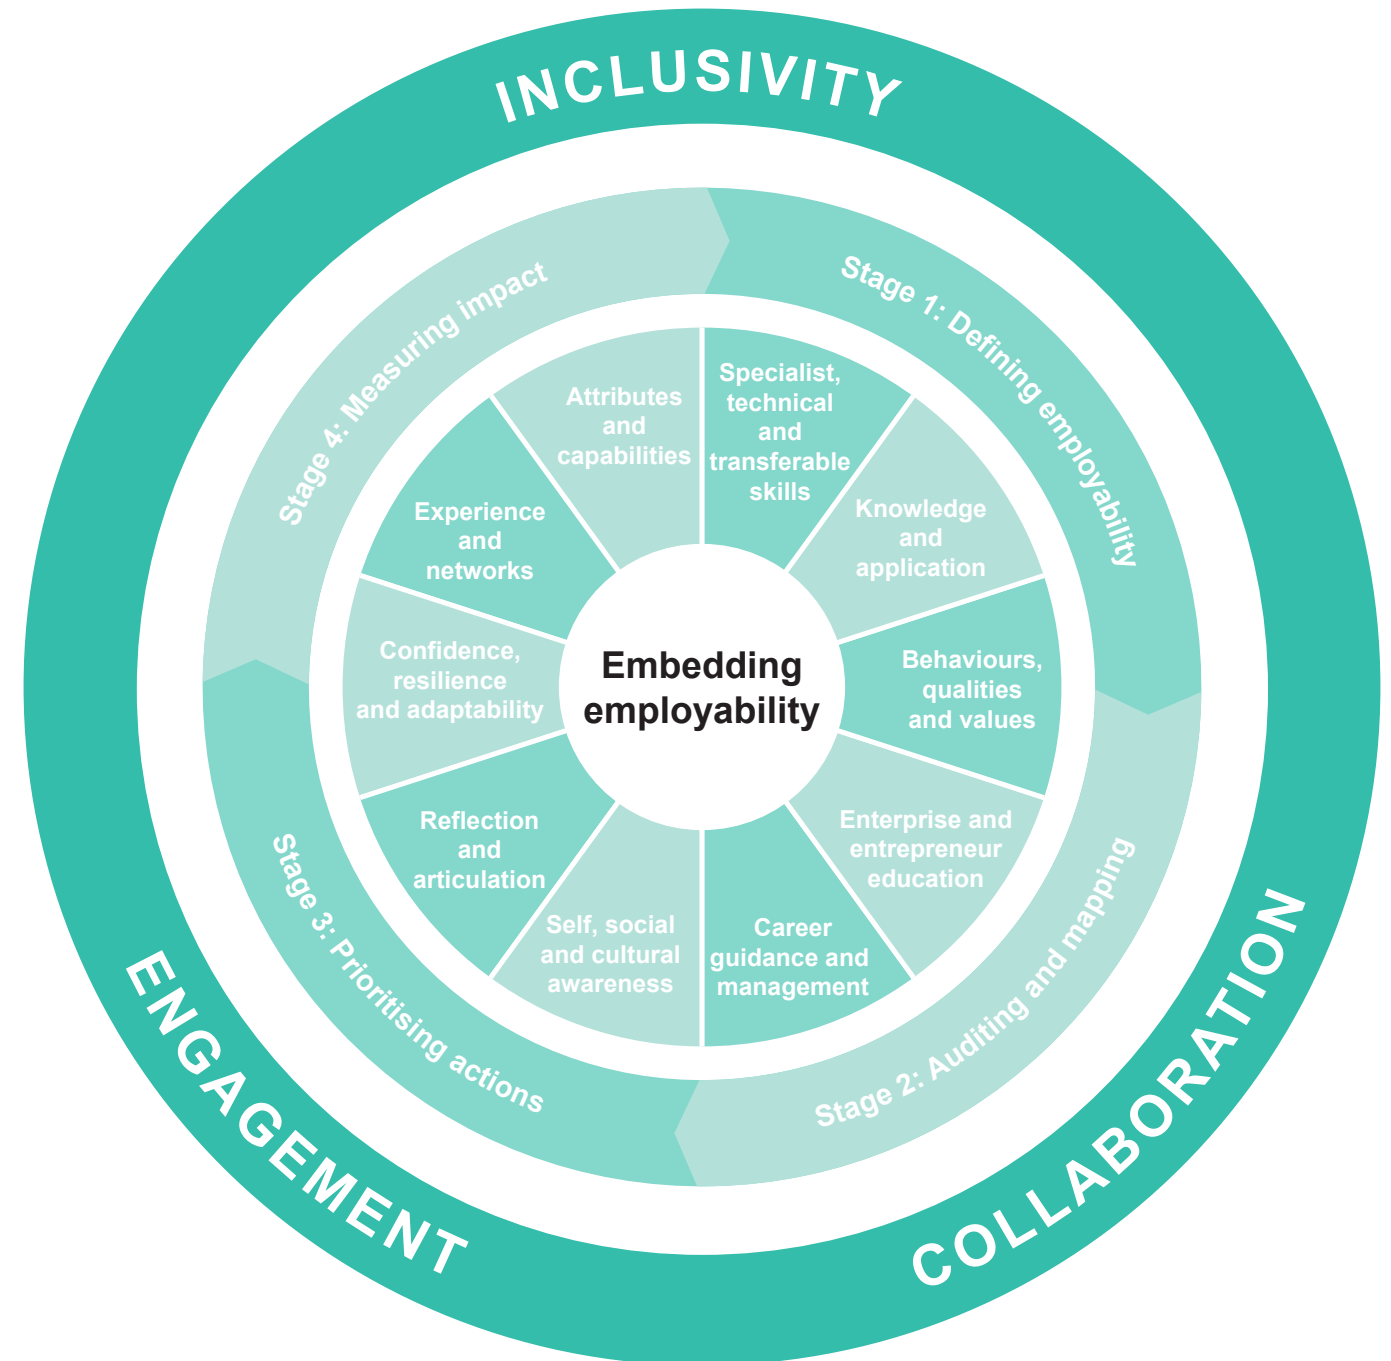 INCLUSIVITY
COLLABORATION
ENGAGEMENT
Stage 1: Defining employability
Stage 2: Auditing and mapping
Stage 3: Prioritising actions
Stage 4: Measuring impact
Specialist,
technical
and
transferable
skills
Knowledge
and
application
Behaviours,
qualities
and values
Enterprise and
entrepreneur
education
Career
guidance and
management
Self, social
and cultural
awareness
Reflection
and
articulation
Confidence,
resilience
and adaptability
Experience
and
networks
Attributes
and
capabilities
Embedding
employability